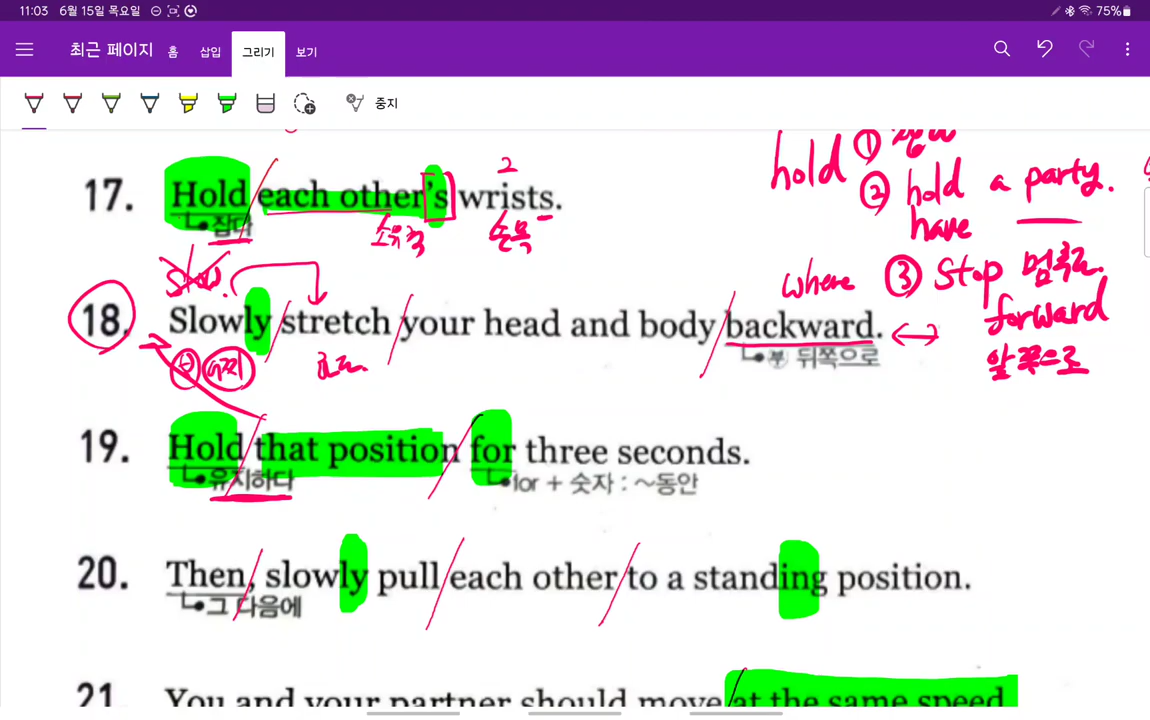 11:03 6월 15일 목요일 75%
최근 페이지 홈 삽입 그리기 보기
중지
hold ①
② hold a party.
have
17. Hold each other's wrists.
2
잡다
소유격 손목
where ③ Stop 멈추다.
forward
앞쪽으로
18. Slowly stretch your head and body backward.
부 뒤쪽으로
19. Hold that position for three seconds.
유지하다 for + 숫자 : ~동안
20. Then, slowly pull each other to a standing position.
그 다음에
21. You and your partner should move at the same speed